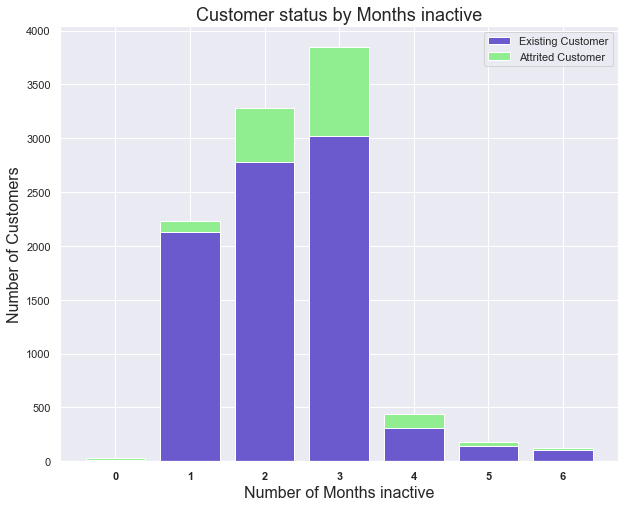 Customer status by Months inactive
Existing Customer
Attrited Customer
Number of Customers
4000
3500
3000
2500
2000
1500
1000
500
0
0 1 2 3 4 5 6
Number of Months inactive